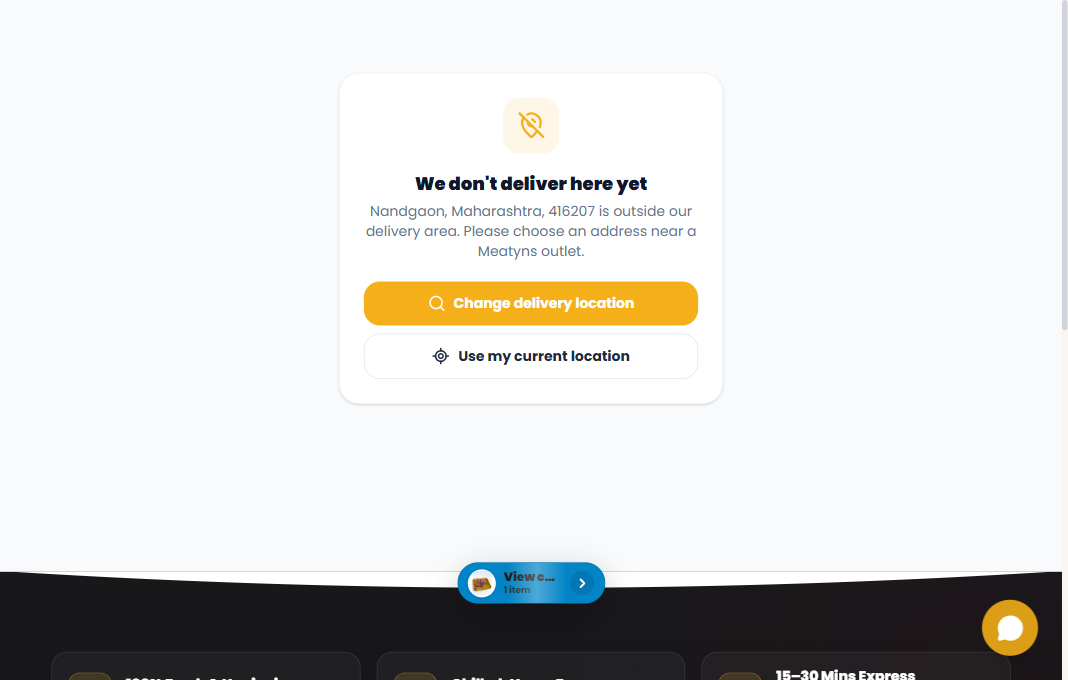 We don't deliver here yet
Nandgaon, Maharashtra, 416207 is outside our
delivery area. Please choose an address near a
Meatyns outlet.
Change delivery location
Use my current location
View c...
1 item
15–30 Mins Express